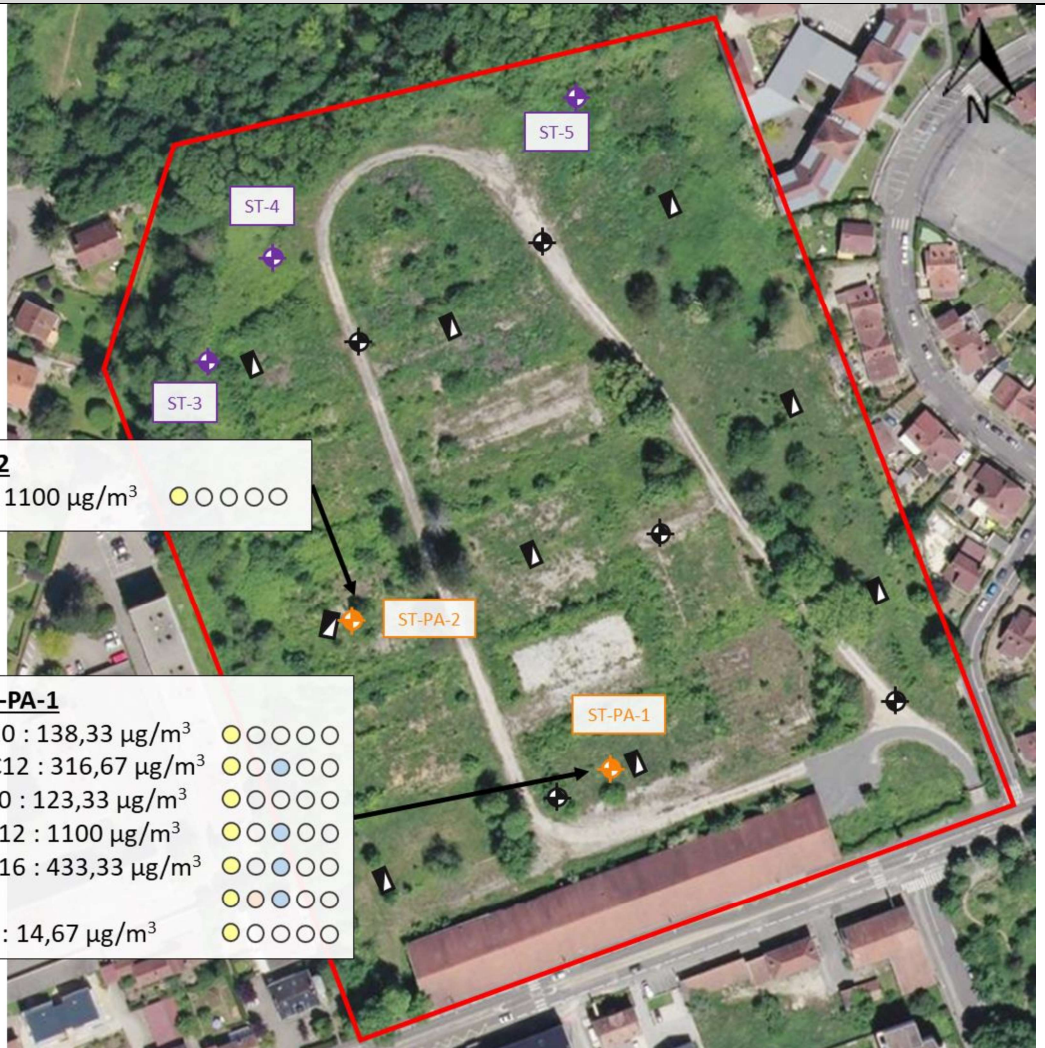 N
ST-5
ST-4
ST-3
2
1100 µg/m³
ST-PA-2
ST-PA-1
-PA-1
0 : 138,33 µg/m³
C12 : 316,67 µg/m³
0 : 123,33 µg/m³
12 : 1100 µg/m³
16 : 433,33 µg/m³
: 14,67 µg/m³